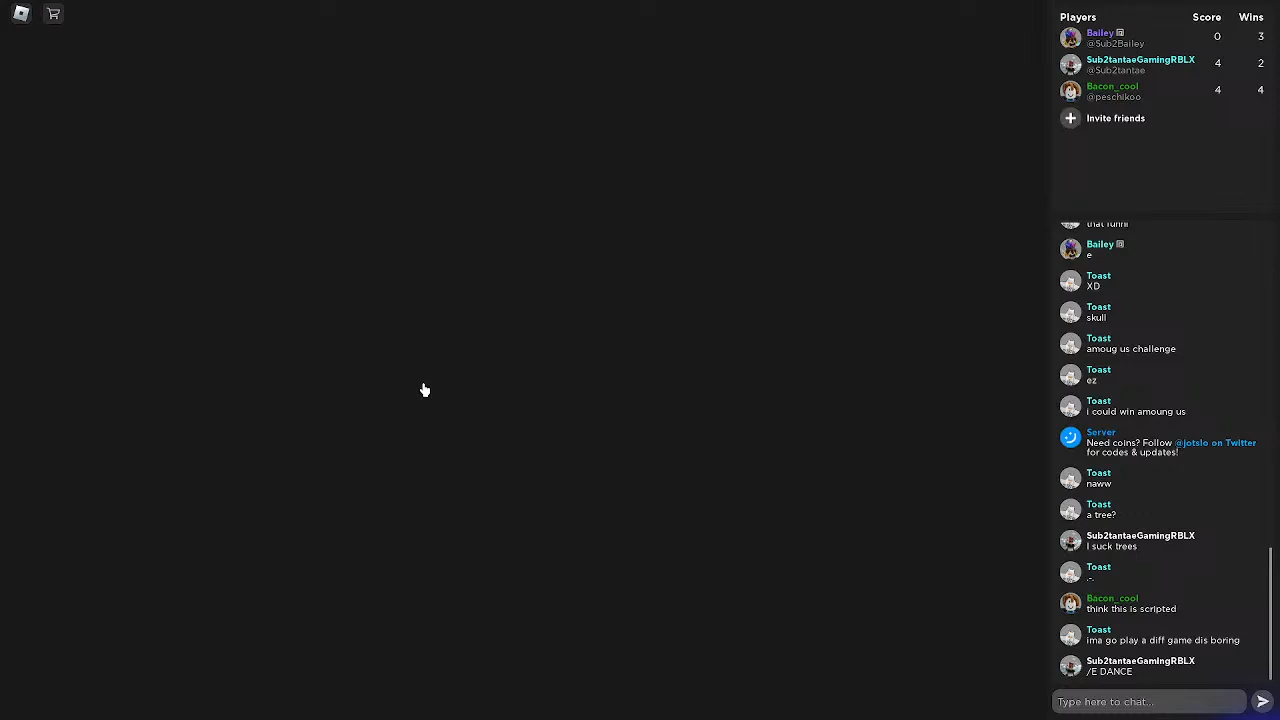 Players Score Wins
Bailey
@Sub2Bailey 0 3
Sub2tantaeGamingRBLX
@Sub2tantae 4 2
Bacon_cool
@peschikoo 4 4
Invite friends
that funni
Bailey
e
Toast
XD
Toast
skull
Toast
amoug us challenge
Toast
ez
Toast
i could win amoung us
Server
Need coins? Follow @jotslo on Twitter
for codes & updates!
Toast
naww
Toast
a tree?
Sub2tantaeGamingRBLX
I suck trees
Toast
.-.
Bacon_cool
think this is scripted
Toast
ima go play a diff game dis boring
Sub2tantaeGamingRBLX
/E DANCE
Type here to chat...